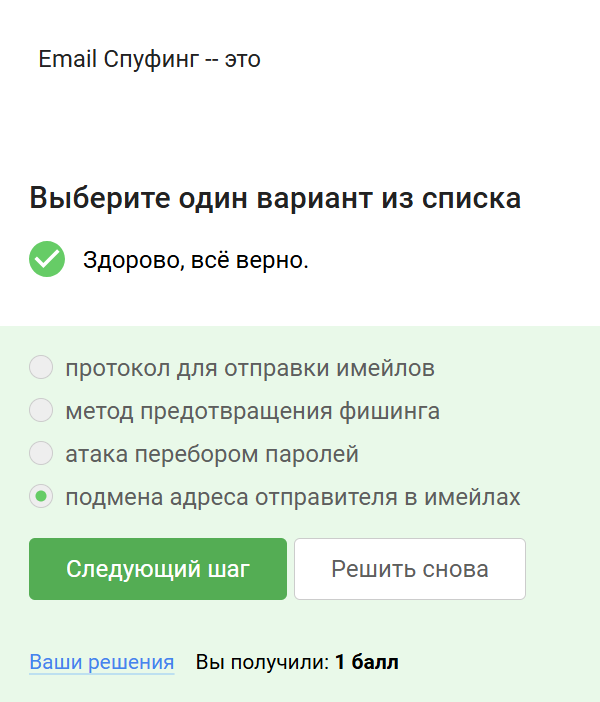 Email Спуфинг -- это
Выберите один вариант из списка
Здорово, всё верно.
протокол для отправки имейлов
метод предотвращения фишинга
атака перебором паролей
подмена адреса отправителя в имейлах
Следующий шаг
Решить снова
Ваши решения
Вы получили: 1 балл